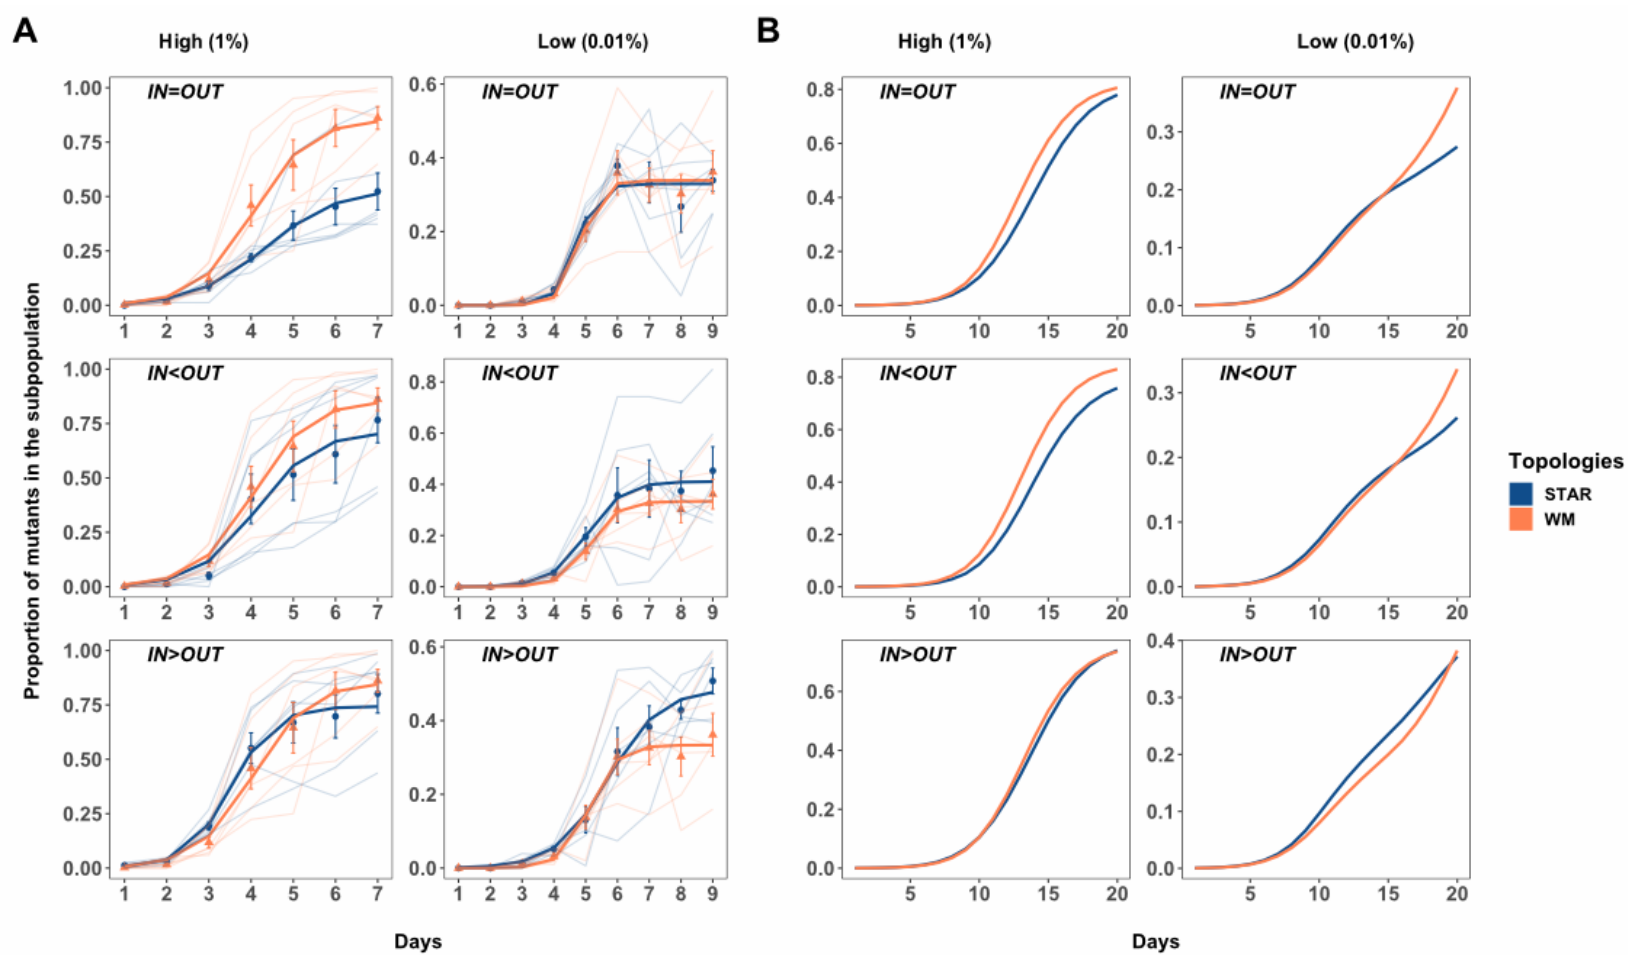 A
High (1%)
Low (0.01%)
B
High (1%)
Low (0.01%)
Proportion of mutants in the subpopulation
IN=OUT
1.00
0.75
0.50
0.25
0.00
1 2 3 4 5 6 7
IN=OUT
0.6
0.4
0.2
0.0
1 2 3 4 5 6 7 8 9
IN=OUT
0.8
0.6
0.4
0.2
0.0
5 10 15 20
IN=OUT
0.3
0.2
0.1
0.0
5 10 15 20
IN<OUT
1.00
0.75
0.50
0.25
0.00
1 2 3 4 5 6 7
IN<OUT
0.8
0.6
0.4
0.2
0.0
1 2 3 4 5 6 7 8 9
IN<OUT
0.8
0.6
0.4
0.2
0.0
5 10 15 20
IN<OUT
0.3
0.2
0.1
0.0
5 10 15 20
Topologies
STAR
WM
IN>OUT
1.00
0.75
0.50
0.25
0.00
1 2 3 4 5 6 7
IN>OUT
0.6
0.4
0.2
0.0
1 2 3 4 5 6 7 8 9
IN>OUT
0.6
0.4
0.2
0.0
5 10 15 20
IN>OUT
0.4
0.3
0.2
0.1
0.0
5 10 15 20
Days
Days